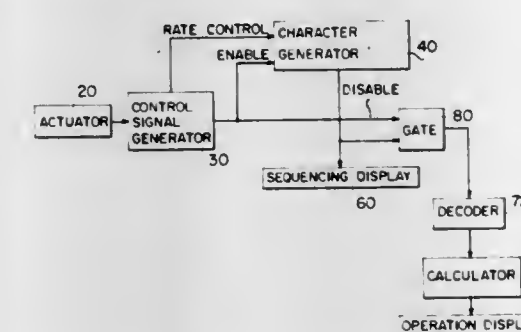 RATE CONTROL
CHARACTER
GENERATOR
ENABLE
40
DISABLE
20
ACTUATOR
CONTROL
SIGNAL
GENERATOR
30
GATE
80
SEQUENCING DISPLAY
60
DECODER
CALCULATOR